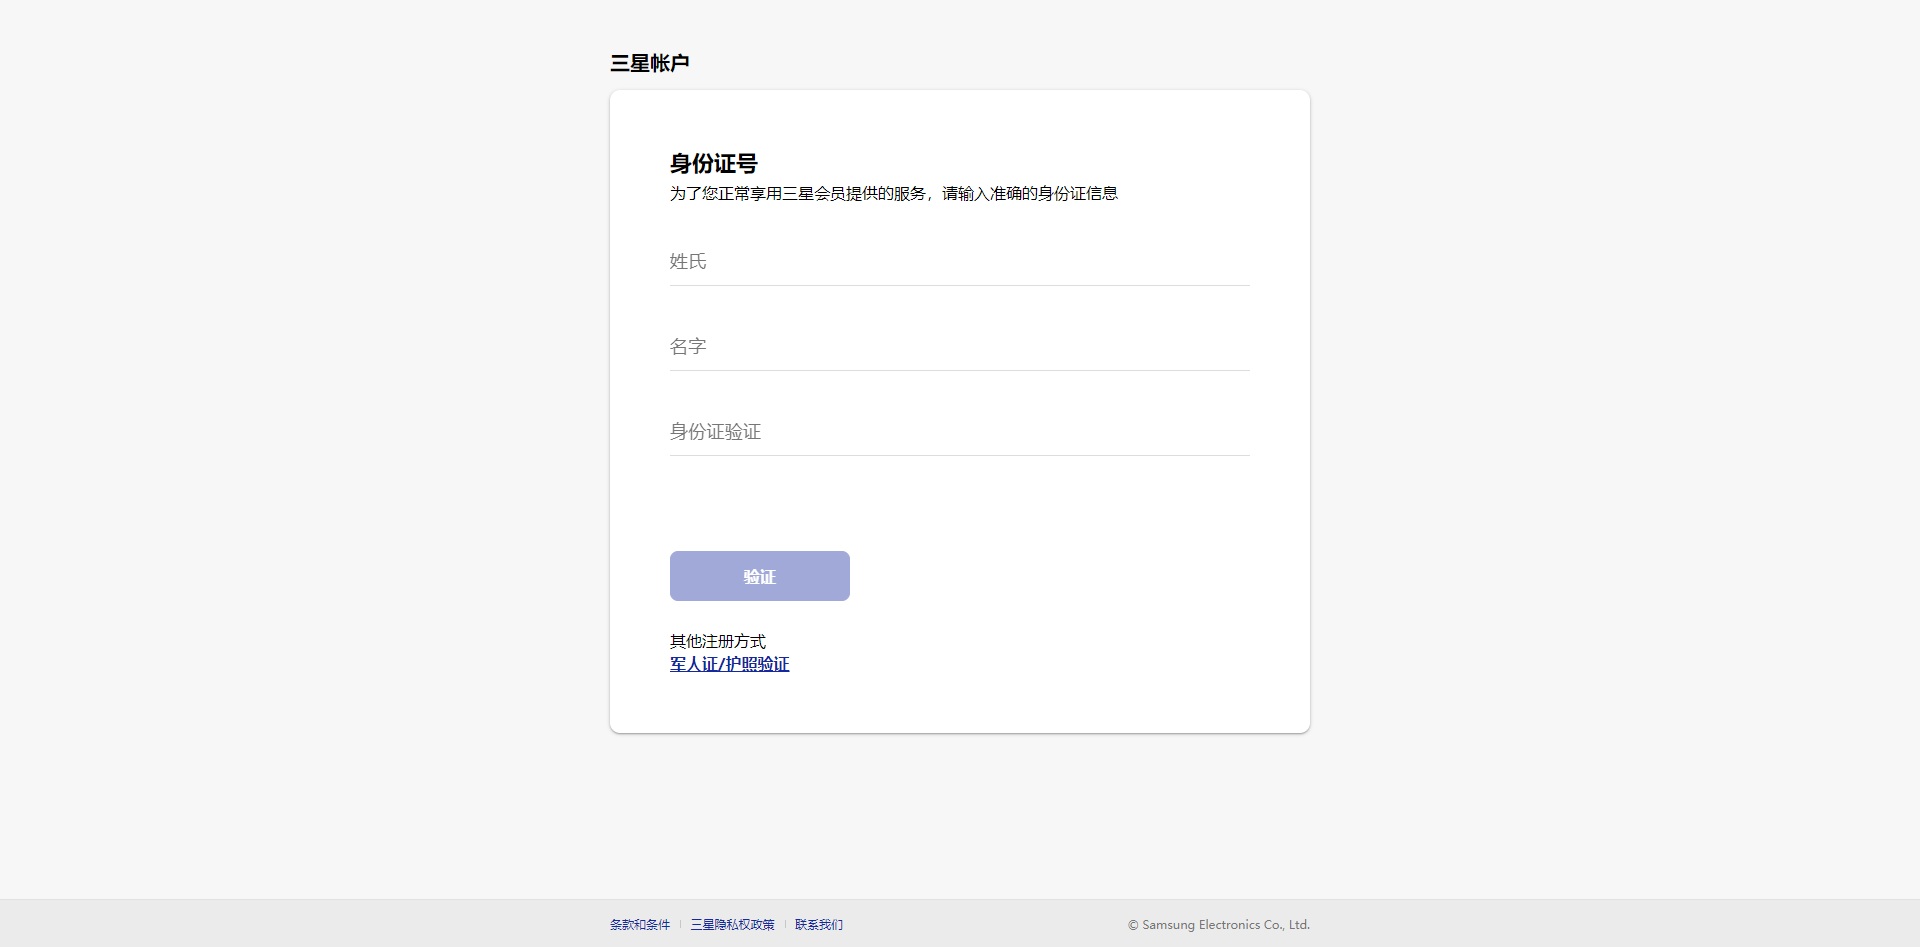 三星帐户
身份证号
为了您正常享用三星会员提供的服务，请输入准确的身份证信息
姓氏
名字
身份证验证
验证
其他注册方式
军人证/护照验证
条款和条件 三星隐私权政策 联系我们 © Samsung Electronics Co., Ltd.